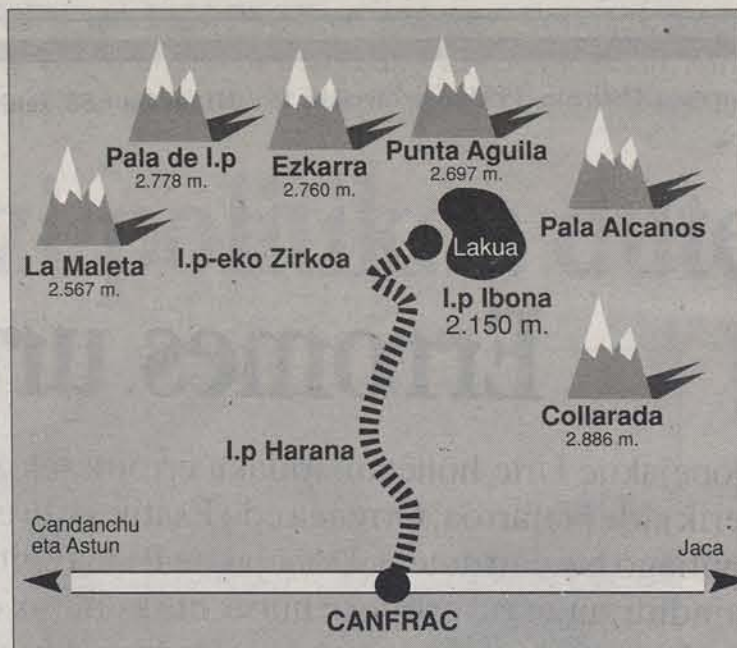 Pala de I.p
2.778 m.
Ezkarra
2.760 m.
Punta Aguila
2.697 m.
Pala Alcanos
La Maleta
2.567 m.
I.p-eko Zirkoa
Lakua
I.p Ibona
2.150 m.
Collarada
2.886 m.
I.p Harana
Candanchu
eta Astun
Jaca
CANFRAC